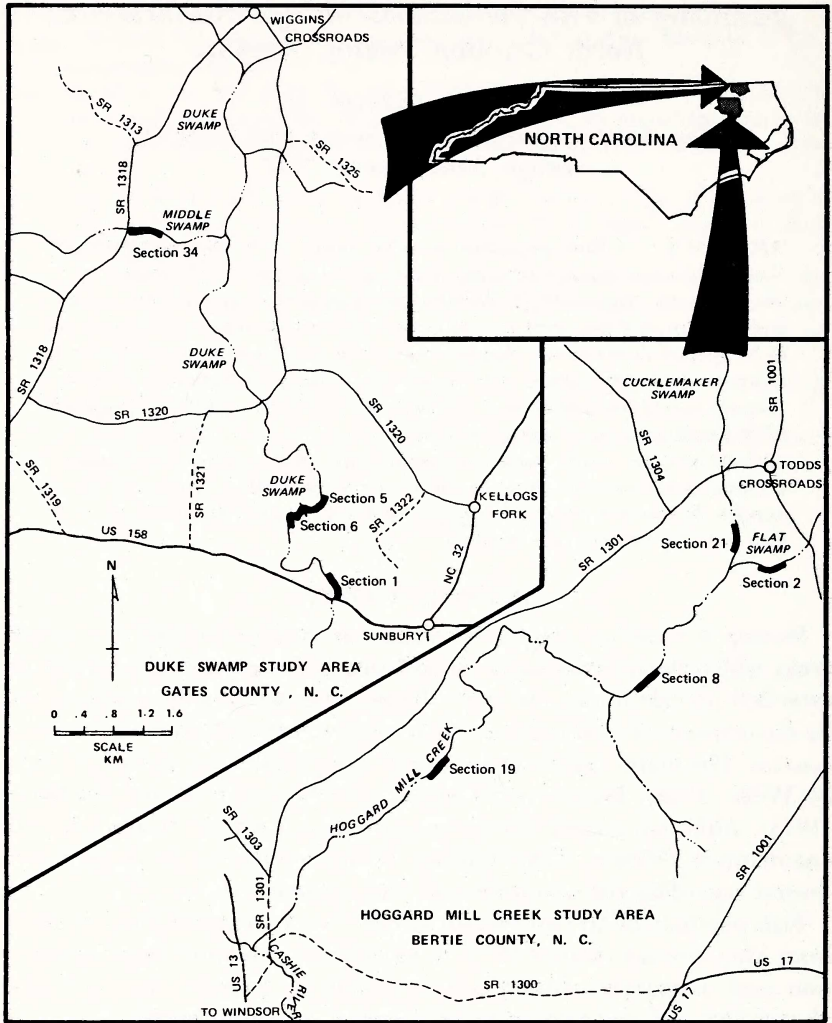 WIGGINS
CROSSROADS
SR 1313
DUKE
SWAMP
SR 1318
SR 1325
MIDDLE
SWAMP
Section 34
DUKE
SWAMP
SR 1318
SR 1320
SR 1320
SR 1319
SR 1321
DUKE
SWAMP
Section 5
Section 6
SR 1322
KELLOGS
FORK
US 158
Section 1
NC 32
SUNBURY
N
DUKE SWAMP STUDY AREA
GATES COUNTY , N. C.
0 .4 .8 1.2 1.6
SCALE
KM
NORTH CAROLINA
CUCKLEMAKER
SWAMP
SR 1001
SR 1304
TODDS
CROSSROADS
SR 1301
Section 21
FLAT
SWAMP
Section 2
Section 8
HOGGARD MILL CREEK
Section 19
SR 1303
SR 1301
SR 1001
HOGGARD MILL CREEK STUDY AREA
BERTIE COUNTY, N. C.
US 13
CASHIE RIVER
SR 1300
US 17
US 17
TO WINDSOR